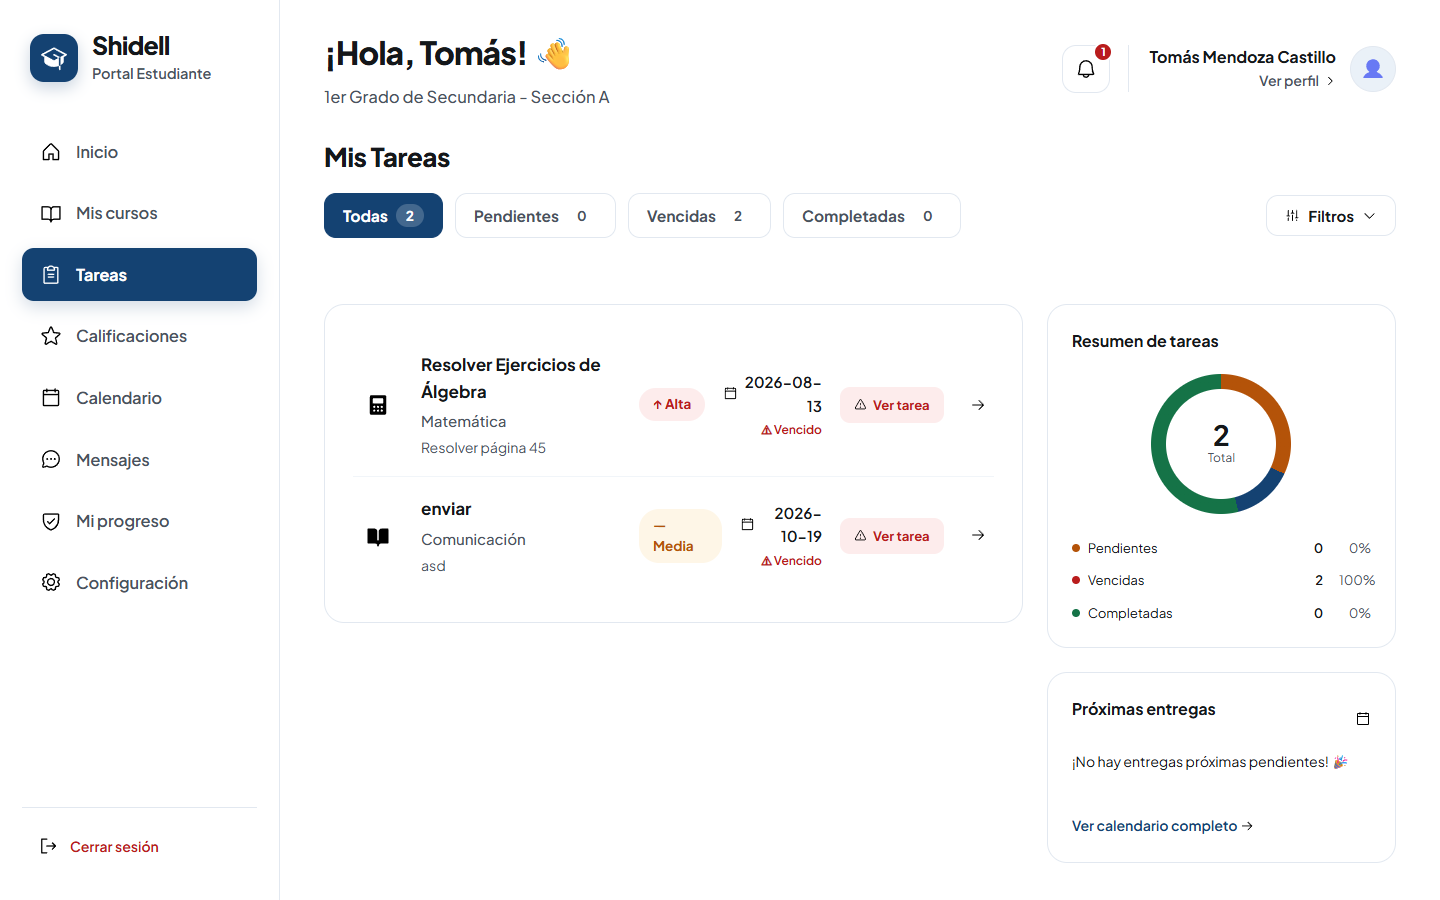 Shidell
Portal Estudiante
Inicio
Mis cursos
Tareas
Calificaciones
Calendario
Mensajes
Mi progreso
Configuración
Cerrar sesión
¡Hola, Tomás! 👋
1er Grado de Secundaria - Sección A
1
Tomás Mendoza Castillo
Ver perfil >
Mis Tareas
Todas 2
Pendientes 0
Vencidas 2
Completadas 0
Filtros
Resolver Ejercicios de
Álgebra
Matemática
Resolver página 45
↑ Alta
2026-08-
13
⚠ Vencido
⚠ Ver tarea
→
enviar
Comunicación
asd
—
Media
2026-
10-19
⚠ Vencido
⚠ Ver tarea
→
Resumen de tareas
2
Total
Pendientes 0 0%
Vencidas 2 100%
Completadas 0 0%
Próximas entregas
¡No hay entregas próximas pendientes! 🎉
Ver calendario completo →